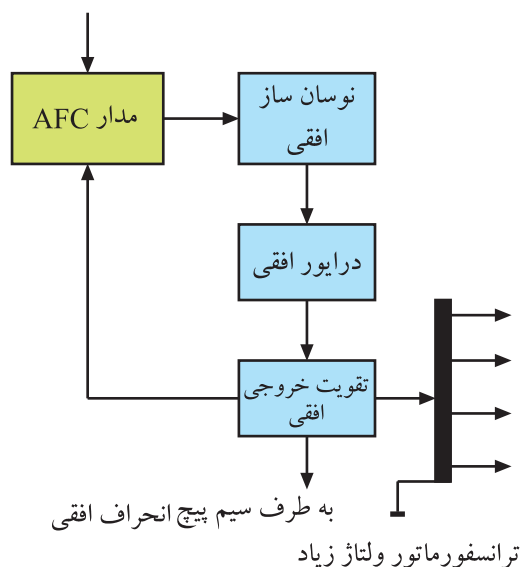 مدار AFC
نوسان ساز
افقی
درایور افقی
تقویت خروجی
افقی
به طرف سیم پیچ انحراف افقی
ترانسفورماتور ولتاژ زیاد